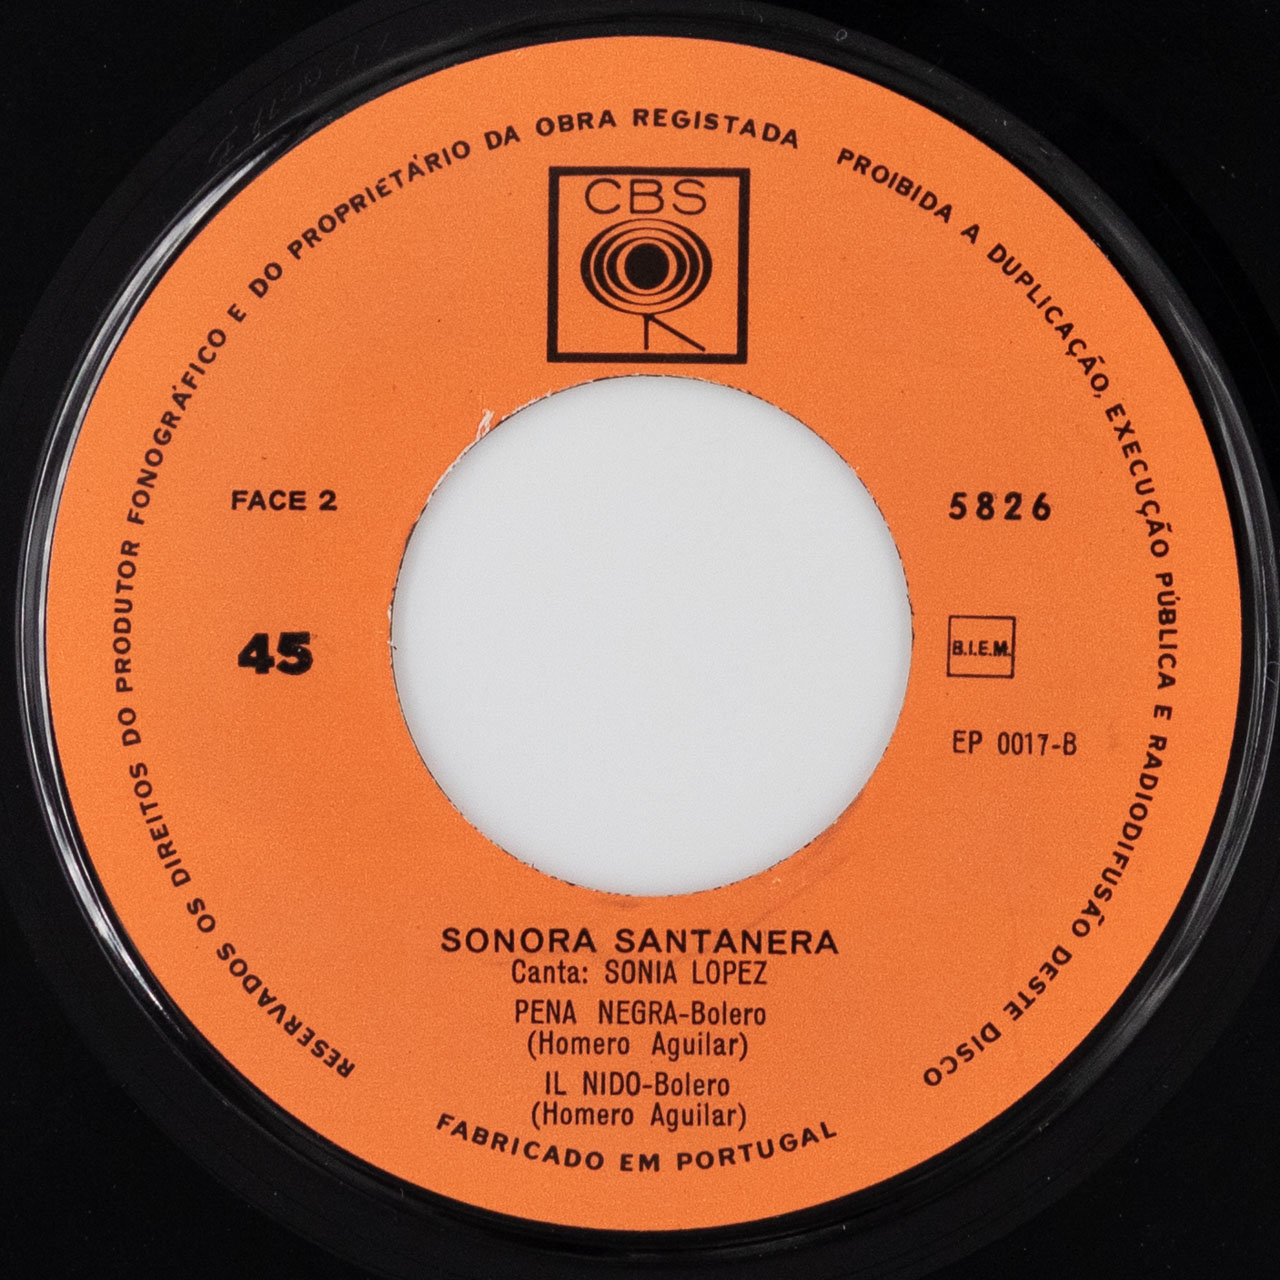 RESERVADOS OS DIREITOS DO PRODUTOR FONOGRÁFICO E DO PROPRIETÁRIO DA OBRA REGISTADA PROIBIDA A DUPLICAÇÃO, EXECUÇÃO PÚBLICA E RADIODIFUSÃO DESTE DISCO
CBS
FACE 2
5826
45
B.I.E.M.
EP 0017-B
SONORA SANTANERA
Canta: SONIA LOPEZ
PENA NEGRA-Bolero
(Homero Aguilar)
IL NIDO-Bolero
(Homero Aguilar)
FABRICADO EM PORTUGAL